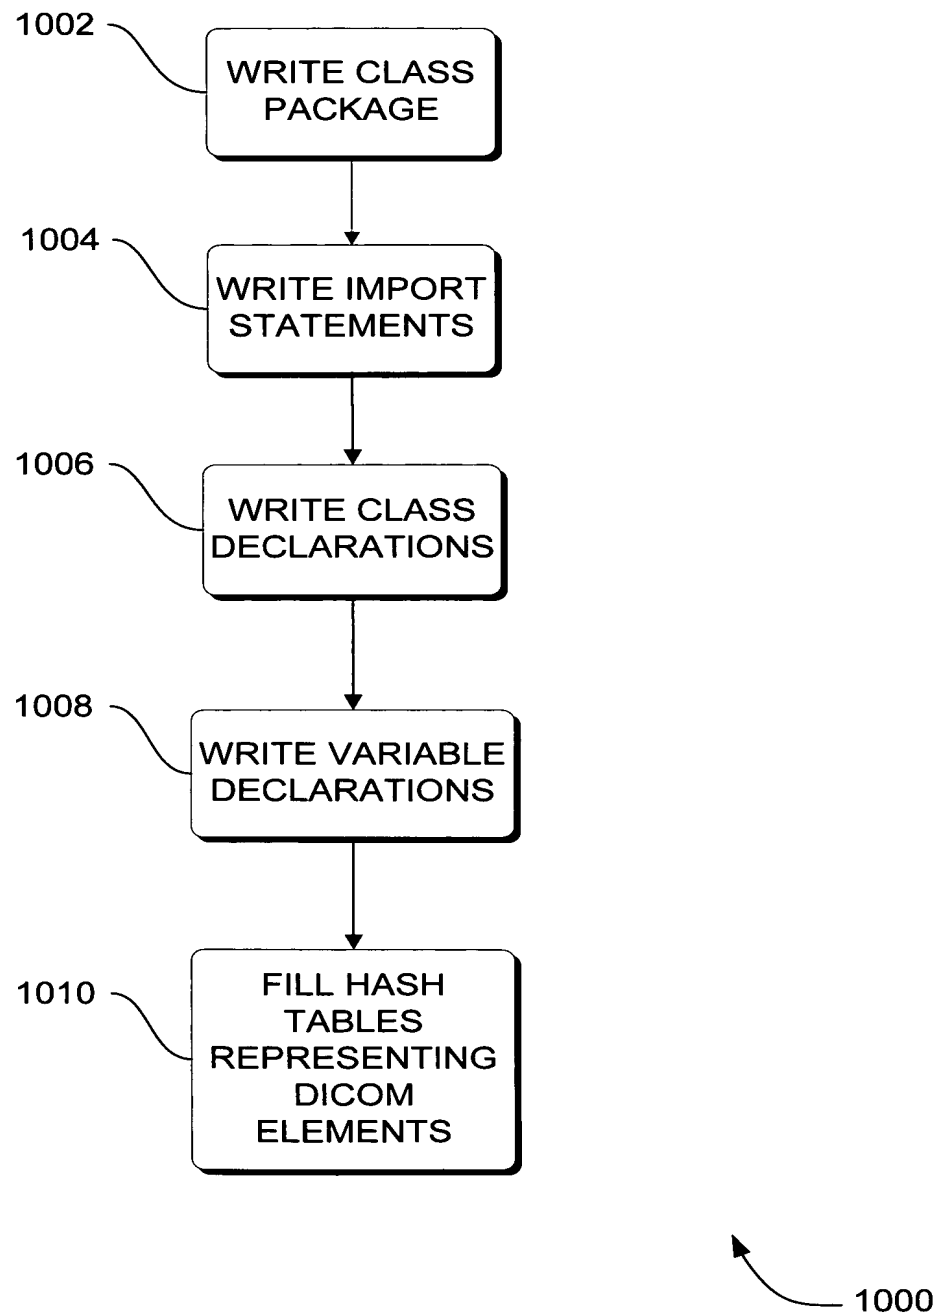 1002
WRITE CLASS
PACKAGE
1004
WRITE IMPORT
STATEMENTS
1006
WRITE CLASS
DECLARATIONS
1008
WRITE VARIABLE
DECLARATIONS
1010
FILL HASH
TABLES
REPRESENTING
DICOM
ELEMENTS
1000